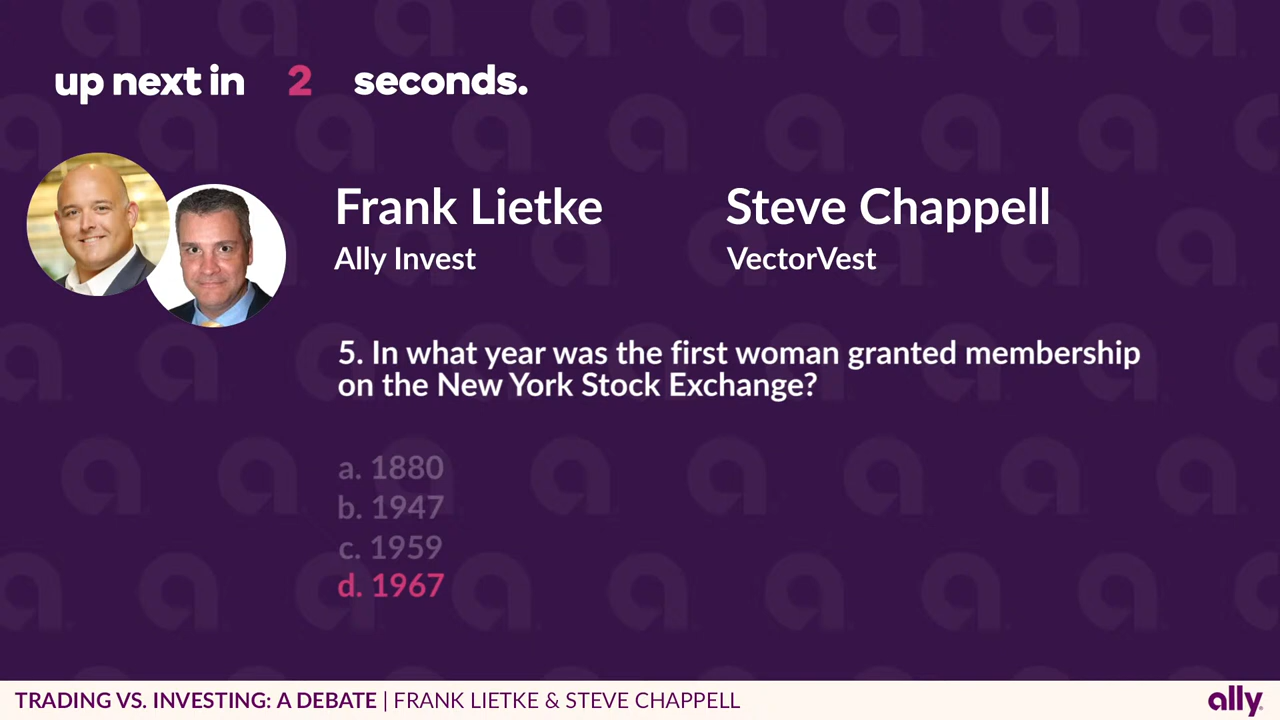 up next in 2 seconds.
Frank Lietke
Ally Invest
Steve Chappell
VectorVest
5. In what year was the first woman granted membership
on the New York Stock Exchange?
a. 1880
b. 1947
c. 1959
d. 1967
TRADING VS. INVESTING: A DEBATE | FRANK LIETKE & STEVE CHAPPELL
ally